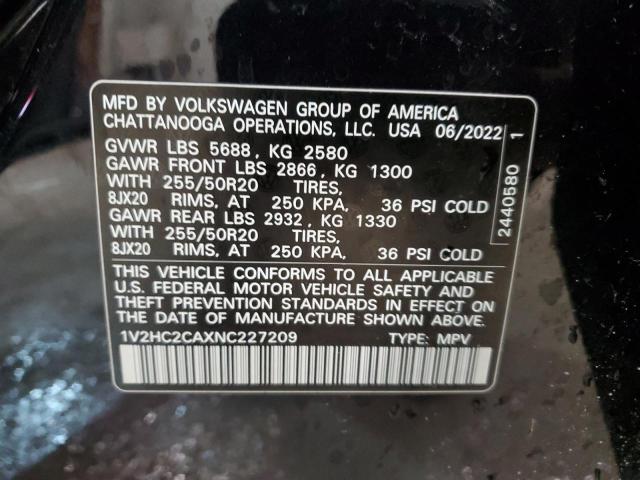 MFD BY VOLKSWAGEN GROUP OF AMERICA
CHATTANOOGA OPERATIONS, LLC. USA 06/2022
GVWR LBS 5688, KG 2580
GAWR FRONT LBS 2866, KG 1300
WITH 255/50R20 TIRES,
8JX20 RIMS, AT 250 KPA, 36 PSI COLD
GAWR REAR LBS 2932, KG 1330
WITH 255/50R20 TIRES,
8JX20 RIMS, AT 250 KPA, 36 PSI COLD
THIS VEHICLE CONFORMS TO ALL APPLICABLE
U.S. FEDERAL MOTOR VEHICLE SAFETY AND
THEFT PREVENTION STANDARDS IN EFFECT ON
THE DATE OF MANUFACTURE SHOWN ABOVE.
1V2HC2CAXNC227209 TYPE: MPV
2440580 1